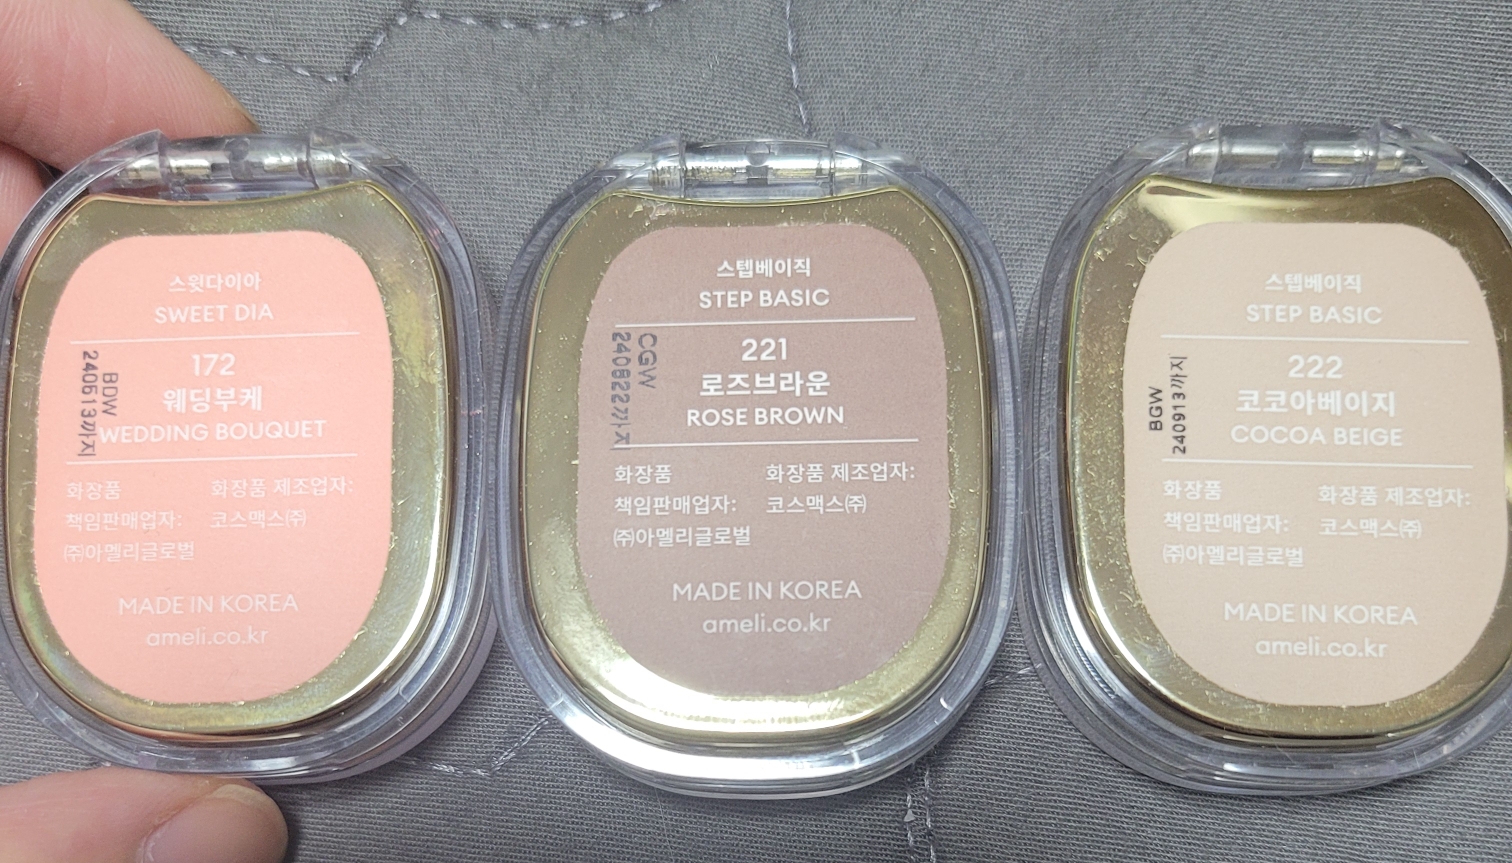 스윗다이아
SWEET DIA
172
웨딩부케
WEDDING BOUQUET
BDW
240613까지
화장품
책임판매업자:
㈜아멜리글로벌
화장품 제조업자:
코스맥스㈜
MADE IN KOREA
ameli.co.kr
스텝베이직
STEP BASIC
221
로즈브라운
ROSE BROWN
CGW
240822까지
화장품
책임판매업자:
㈜아멜리글로벌
화장품 제조업자:
코스맥스㈜
MADE IN KOREA
ameli.co.kr
스텝베이직
STEP BASIC
222
코코아베이지
COCOA BEIGE
BGW
240913까지
화장품
책임판매업자:
㈜아멜리글로벌
화장품 제조업자:
코스맥스㈜
MADE IN KOREA
ameli.co.kr